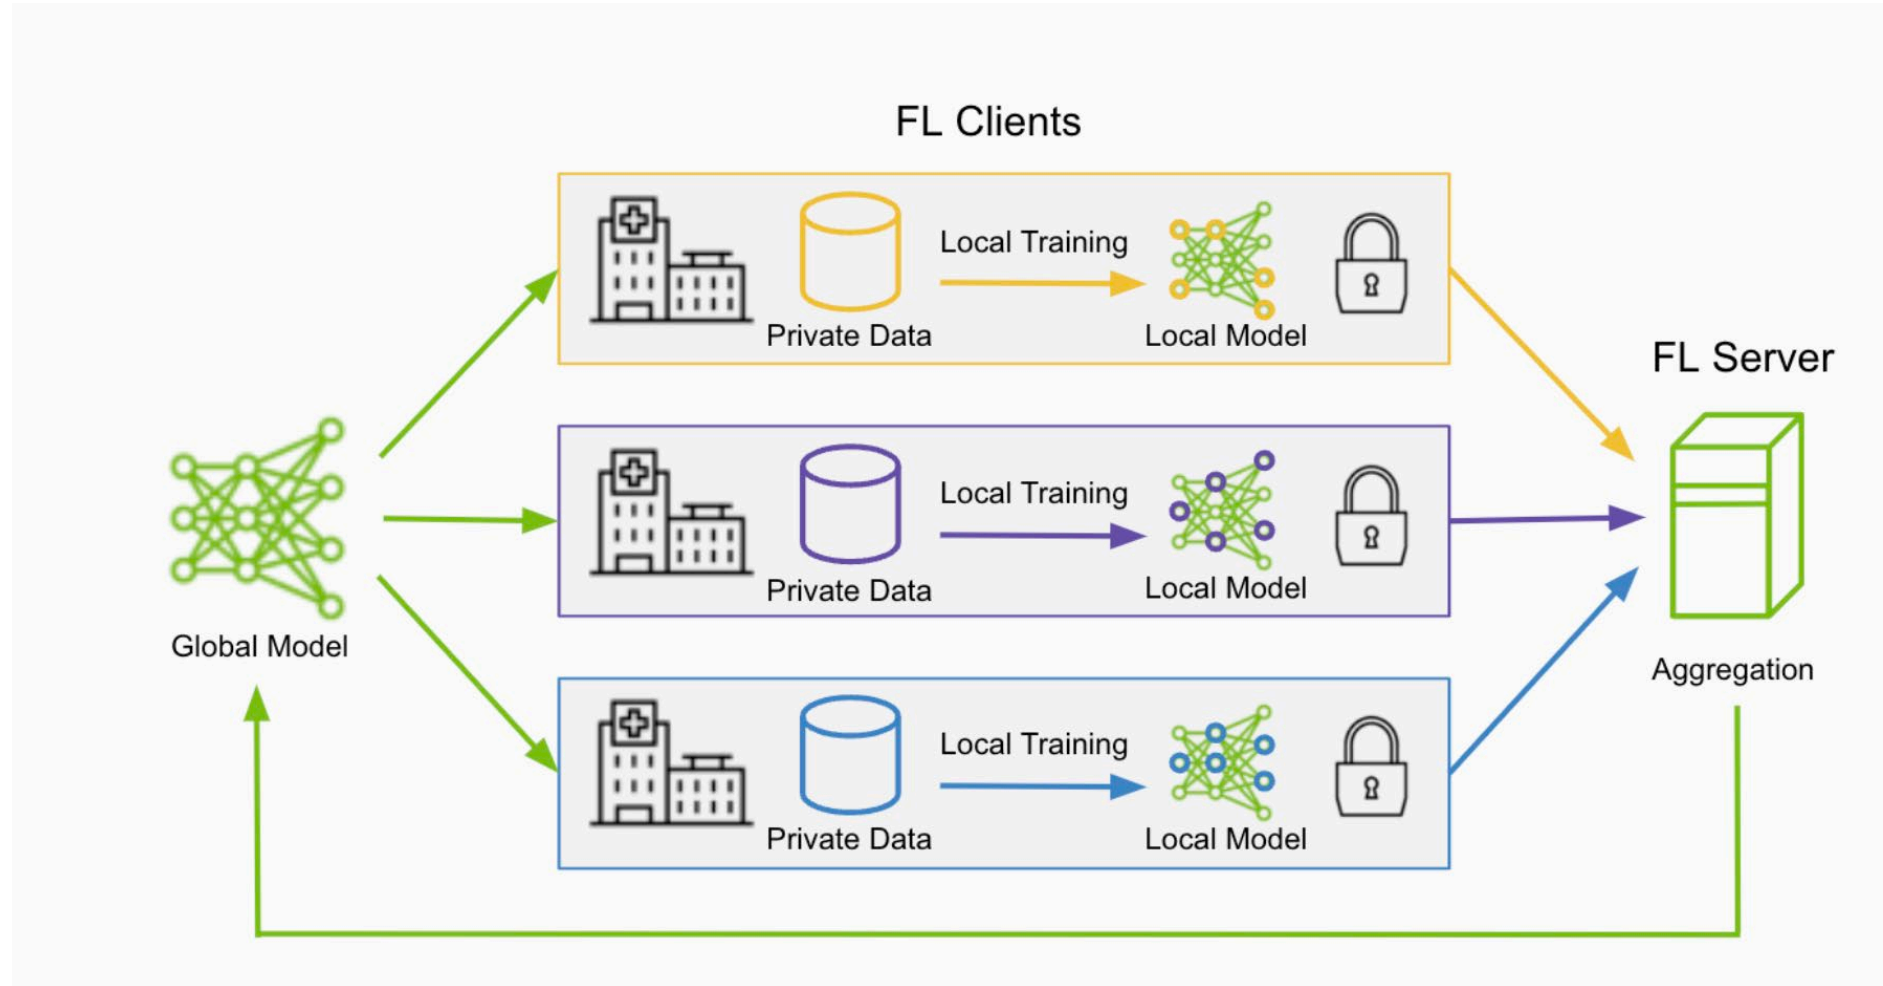 FL Clients
Local Training
Private Data
Local Model
FL Server
Local Training
Private Data
Local Model
Global Model
Aggregation
Local Training
Private Data
Local Model